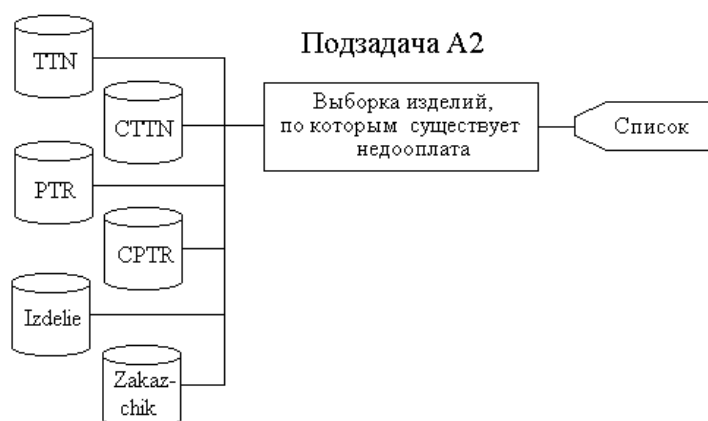 Подзадача А2
TTN
CTTN
PTR
CPTR
Izdelie
Zakaz-
chik
Выборка изделий,
по которым существует
недооплата
Список